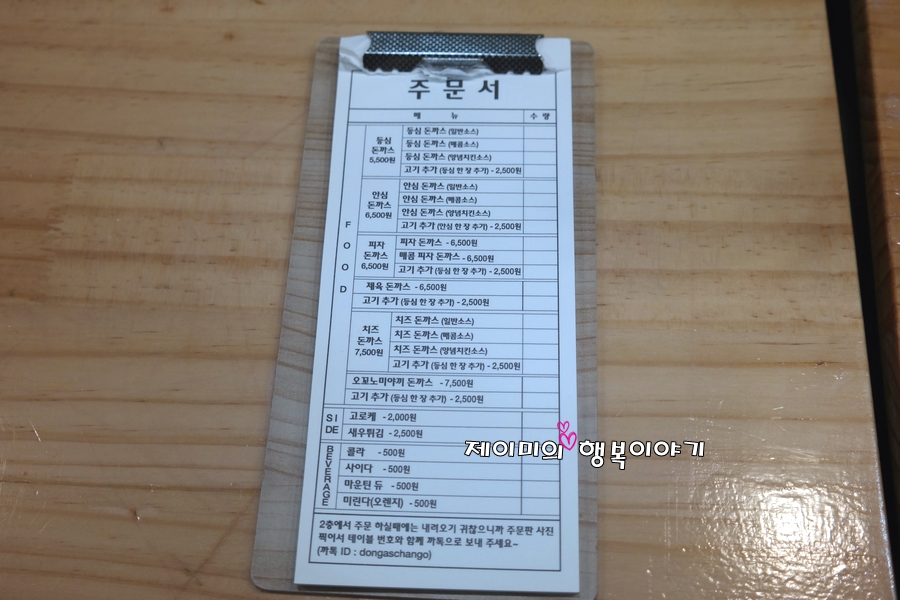 주문서
메 뉴 수 량
FOOD
등심 돈까스 5,500원
등심 돈까스 (일반소스)
등심 돈까스 (매콤소스)
등심 돈까스 (양념치킨소스)
고기 추가 (등심 한 장 추가) - 2,500원
안심 돈까스 6,500원
안심 돈까스 (일반소스)
안심 돈까스 (매콤소스)
안심 돈까스 (양념치킨소스)
고기 추가 (안심 한 장 추가) - 2,500원
피자 돈까스 6,500원
피자 돈까스 - 6,500원
매콤 피자 돈까스 - 6,500원
고기 추가 (등심 한 장 추가) - 2,500원
제육 돈까스 - 6,500원
고기 추가 (등심 한 장 추가) - 2,500원
치즈 돈까스 7,500원
치즈 돈까스 (일반소스)
치즈 돈까스 (매콤소스)
치즈 돈까스 (양념치킨소스)
고기 추가 (등심 한 장 추가) - 2,500원
오꼬노미야끼 돈까스 - 7,500원
고기 추가 (등심 한 장 추가) - 2,500원
SIDE
고로케 - 2,000원
새우튀김 - 2,500원
BEVERAGE
콜라 - 500원
사이다 - 500원
마운틴 듀 - 500원
미린다(오렌지) - 500원
2층에서 주문 하실때에는 내려오기 귀찮으니까 주문판 사진
찍어서 테이블 번호와 함께 까톡으로 보내 주세요~
(까톡 ID : dongaschango)
제이미의 행복이야기